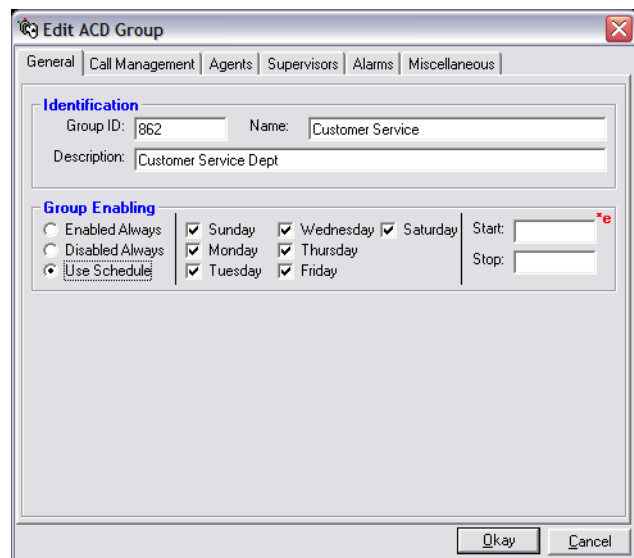 Edit ACD Group
General Call Management Agents Supervisors Alarms Miscellaneous
Identification
Group ID: 862 Name: Customer Service
Description: Customer Service Dept
Group Enabling
Enabled Always Sunday Wednesday Saturday Start: *e
Disabled Always Monday Thursday Stop:
Use Schedule Tuesday Friday
Okay Cancel